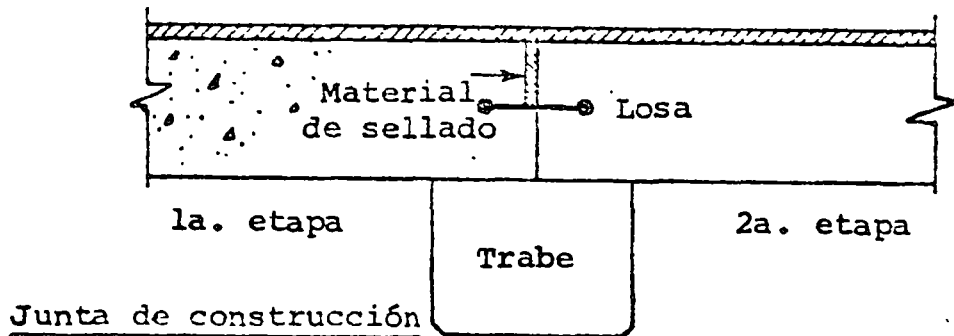 Material
de sellado
Losa
1a. etapa
2a. etapa
Trabe
Junta de construcción